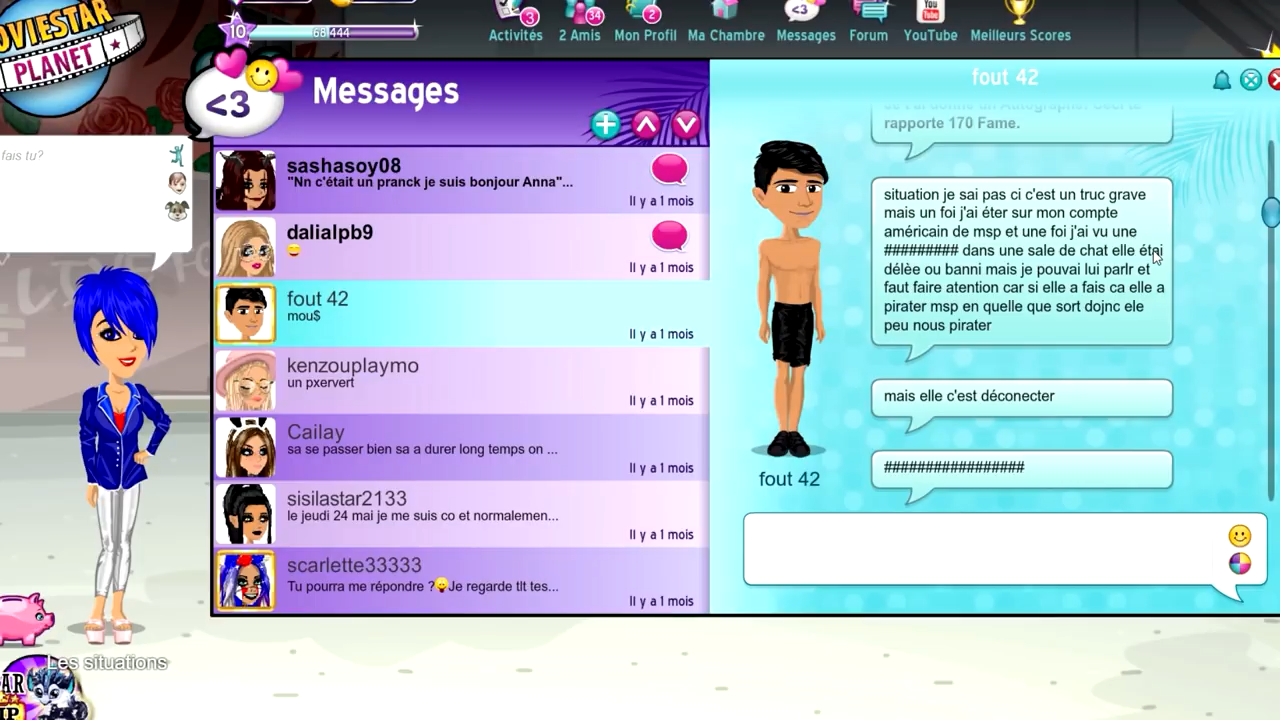 MOVIESTAR
PLANET
10
68 444
3
34
2
<3
You
Tube
Activités
2 Amis
Mon Profil
Ma Chambre
Messages
Forum
YouTube
Meilleurs Scores
fais tu?
<3
Messages
sashasoy08
"Nn c'était un pranck je suis bonjour Anna"...
Il y a 1 mois
dalialpb9
Il y a 1 mois
fout 42
mou$
Il y a 1 mois
kenzouplaymo
un pxervert
Il y a 1 mois
Cailay
sa se passer bien sa a durer long temps on ...
Il y a 1 mois
sisilastar2133
le jeudi 24 mai je me suis co et normalemen...
Il y a 1 mois
scarlette33333
Tu pourra me répondre ?😛Je regarde tlt tes...
Il y a 1 mois
fout 42
rapporte 170 Fame.
situation je sai pas ci c'est un truc grave
mais un foi j'ai éter sur mon compte
américain de msp et une foi j'ai vu une
######### dans une sale de chat elle étai
délèe ou banni mais je pouvai lui parlr et
faut faire atention car si elle a fais ca elle a
pirater msp en quelle que sort dojnc ele
peu nous pirater
mais elle c'est déconecter
#################
fout 42
Les situations